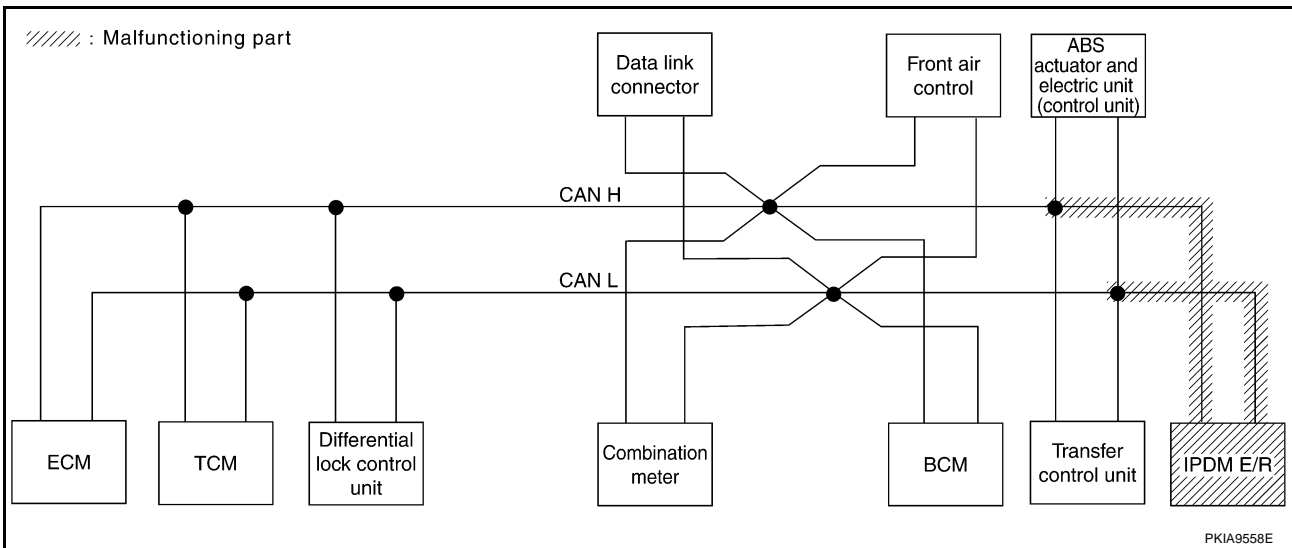 : Malfunctioning part
Data link
connector
Front air
control
ABS
actuator and
electric unit
(control unit)
CAN H
CAN L
ECM
TCM
Differential
lock control
unit
Combination
meter
BCM
Transfer
control unit
IPDM E/R
PKIA9558E